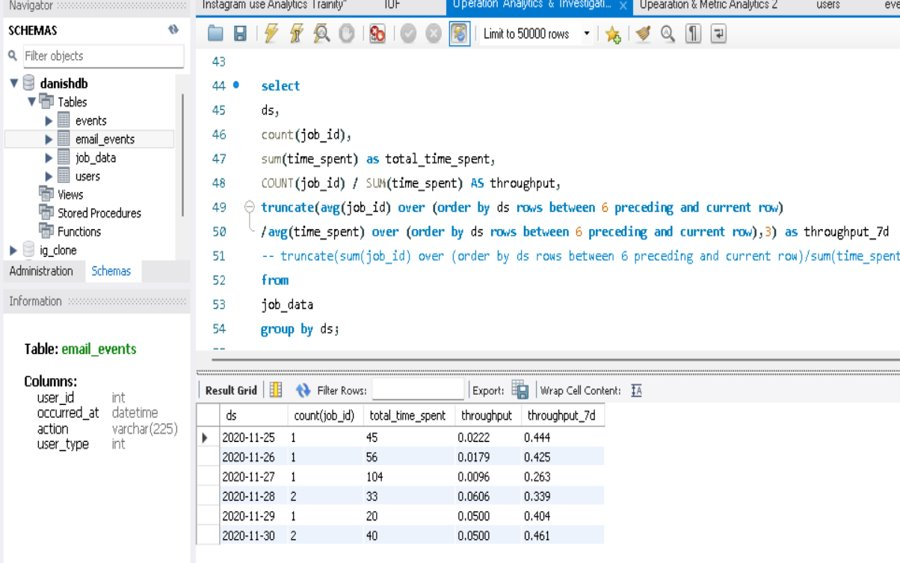 Navigator
Instagram use Analytics Trainity"
IUF
Operation Analytics & Investigati...
Opearation & Metric Analytics 2
users
SCHEMAS
Limit to 50000 rows
Filter objects
danishdb
Tables
events
email_events
job_data
users
Views
Stored Procedures
Functions
ig_clone
Administration Schemas
Information
Table: email_events
Columns:
user_id int
occurred_at datetime
action varchar(225)
user_type int
43
44 select
45 ds,
46 count(job_id),
47 sum(time_spent) as total_time_spent,
48 COUNT(job_id) / SUM(time_spent) AS throughput,
49 truncate(avg(job_id) over (order by ds rows between 6 preceding and current row)
50 /avg(time_spent) over (order by ds rows between 6 preceding and current row),3) as throughput_7d
51 -- truncate(sum(job_id) over (order by ds rows between 6 preceding and current row)/sum(time_spent
52 from
53 job_data
54 group by ds;
Result Grid Filter Rows: Export: Wrap Cell Content:
ds count(job_id) total_time_spent throughput throughput_7d
2020-11-25 1 45 0.0222 0.444
2020-11-26 1 56 0.0179 0.425
2020-11-27 1 104 0.0096 0.263
2020-11-28 2 33 0.0606 0.339
2020-11-29 1 20 0.0500 0.404
2020-11-30 2 40 0.0500 0.461